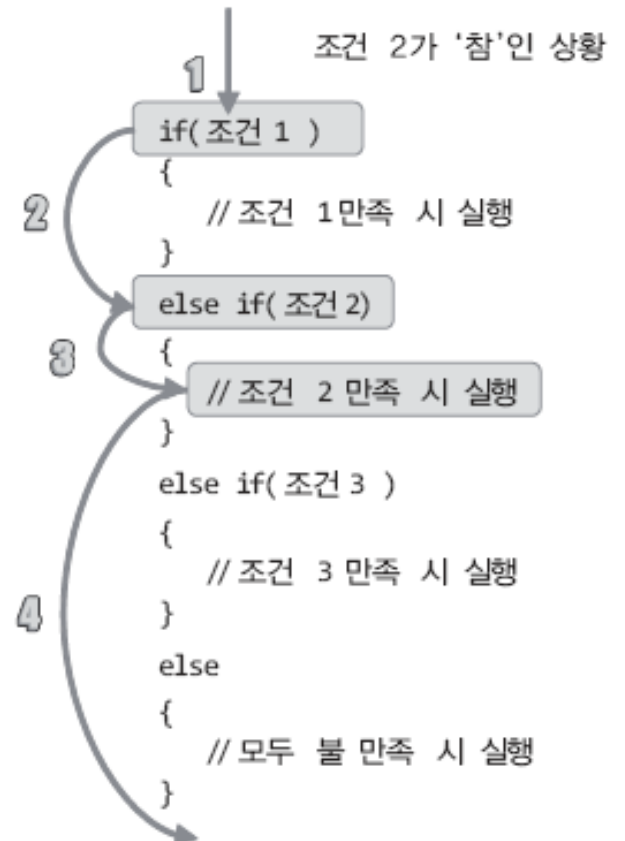 조건 2가 '참'인 상황
1
if( 조건 1 )
{
// 조건 1만족 시 실행
}
2
else if( 조건 2)
3
{
// 조건 2 만족 시 실행
}
else if( 조건 3 )
{
// 조건 3 만족 시 실행
}
4
else
{
// 모두 불 만족 시 실행
}